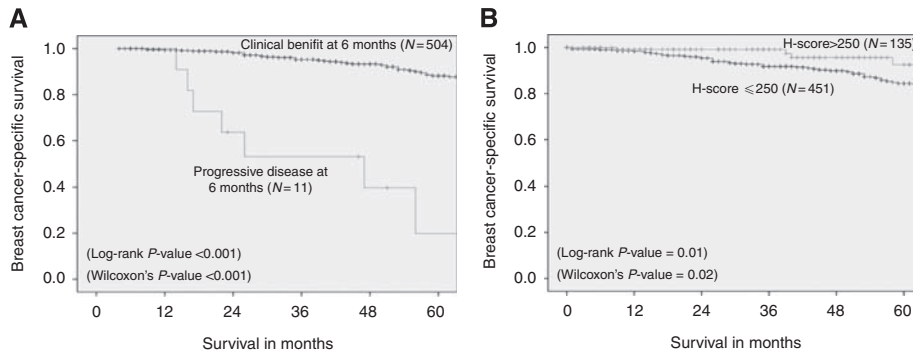 A
Breast cancer-specific survival
1.0
0.8
0.6
0.4
0.2
0.0
Clinical benifit at 6 months (N=504)
Progressive disease at
6 months (N=11)
(Log-rank P-value <0.001)
(Wilcoxon's P-value <0.001)
0 12 24 36 48 60
Survival in months
B
Breast cancer-specific survival
1.0
0.8
0.6
0.4
0.2
0.0
H-score>250 (N=135)
H-score ⩽250 (N=451)
(Log-rank P-value = 0.01)
(Wilcoxon's P-value = 0.02)
0 12 24 36 48 60
Survival in months